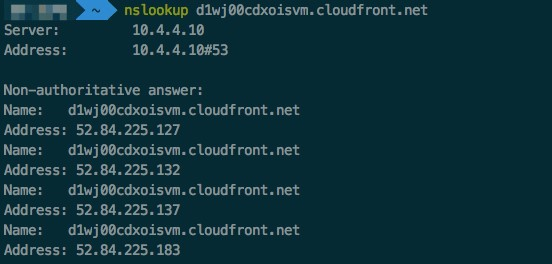 ~ nslookup d1wj00cdxoisvm.cloudfront.net
Server: 10.4.4.10
Address: 10.4.4.10#53
Non-authoritative answer:
Name: d1wj00cdxoisvm.cloudfront.net
Address: 52.84.225.127
Name: d1wj00cdxoisvm.cloudfront.net
Address: 52.84.225.132
Name: d1wj00cdxoisvm.cloudfront.net
Address: 52.84.225.137
Name: d1wj00cdxoisvm.cloudfront.net
Address: 52.84.225.183